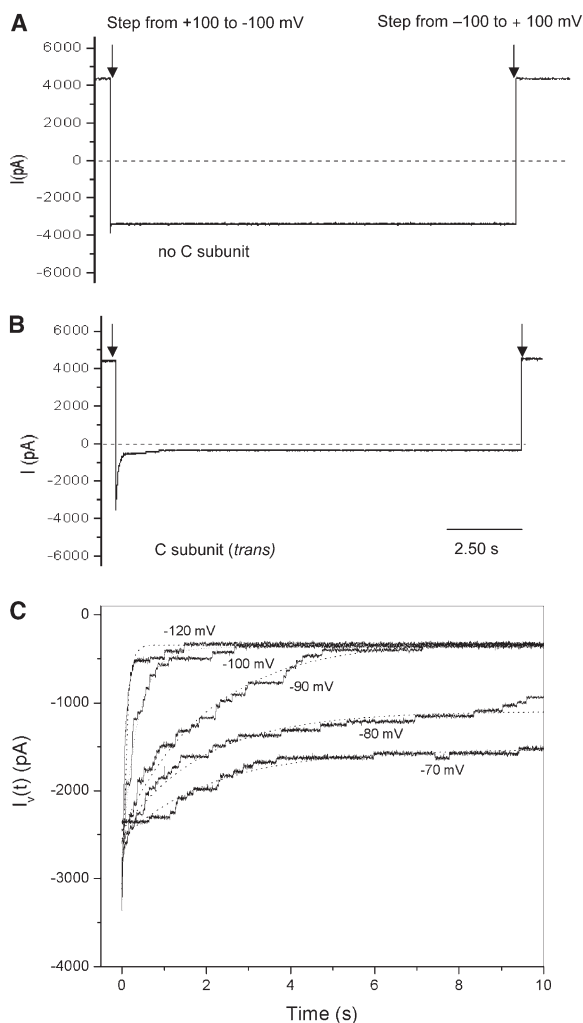 A
Step from +100 to -100 mV
Step from –100 to + 100 mV
6000
4000
2000
0
-2000
-4000
-6000
I(pA)
no C subunit
B
6000
4000
2000
0
-2000
-4000
-6000
I (pA)
C subunit (trans)
2.50 s
C
0
-1000
-2000
-3000
-4000
Iv(t) (pA)
-120 mV
-100 mV
-90 mV
-80 mV
-70 mV
0
2
4
6
8
10
Time (s)